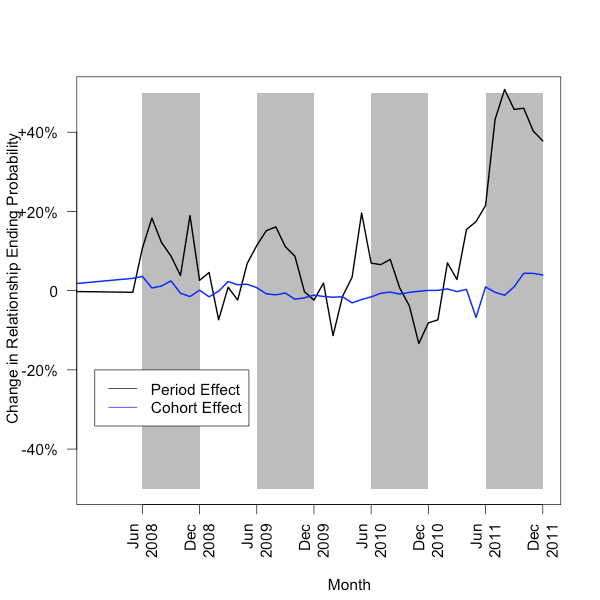 Change in Relationship Ending Probability
+40%
+20%
0
-20%
-40%
Period Effect
Cohort Effect
Jun
2008
Dec
2008
Jun
2009
Dec
2009
Jun
2010
Dec
2010
Jun
2011
Dec
2011
Month